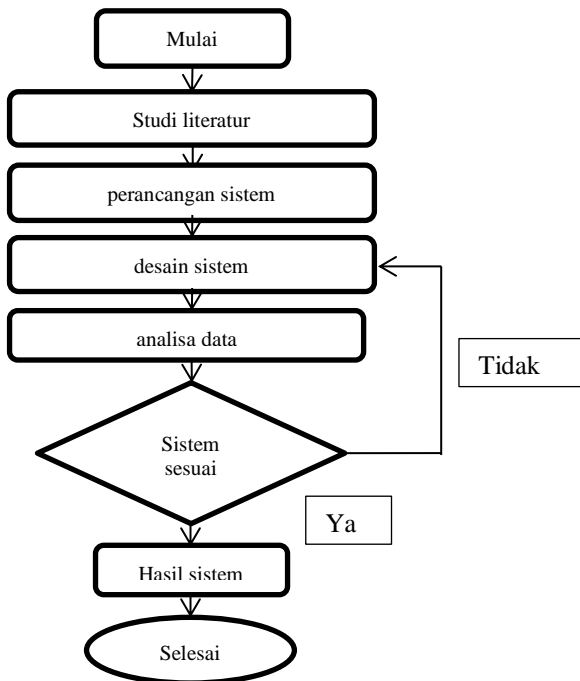 Mulai
Studi literatur
perancangan sistem
desain sistem
analisa data
Tidak
Sistem
sesuai
Ya
Hasil sistem
Selesai